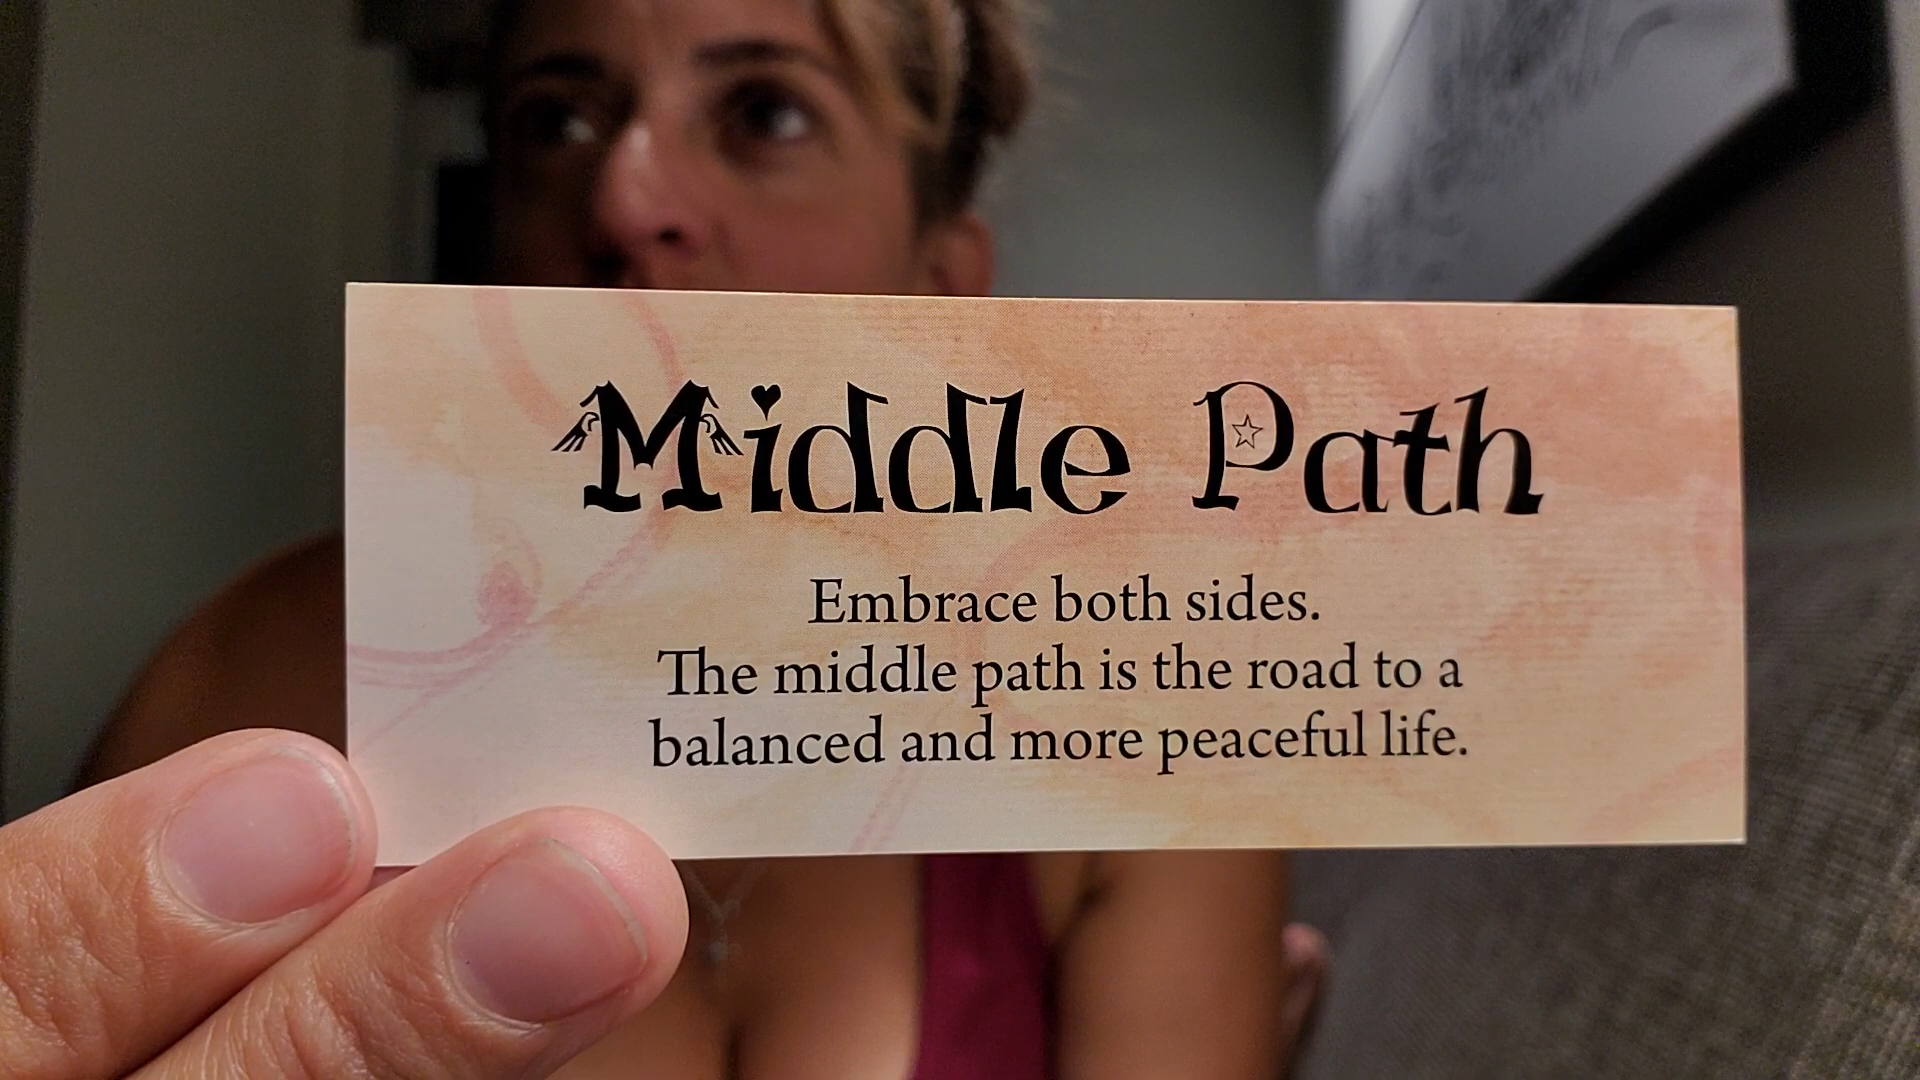 Middle Path
Embrace both sides.
The middle path is the road to a
balanced and more peaceful life.